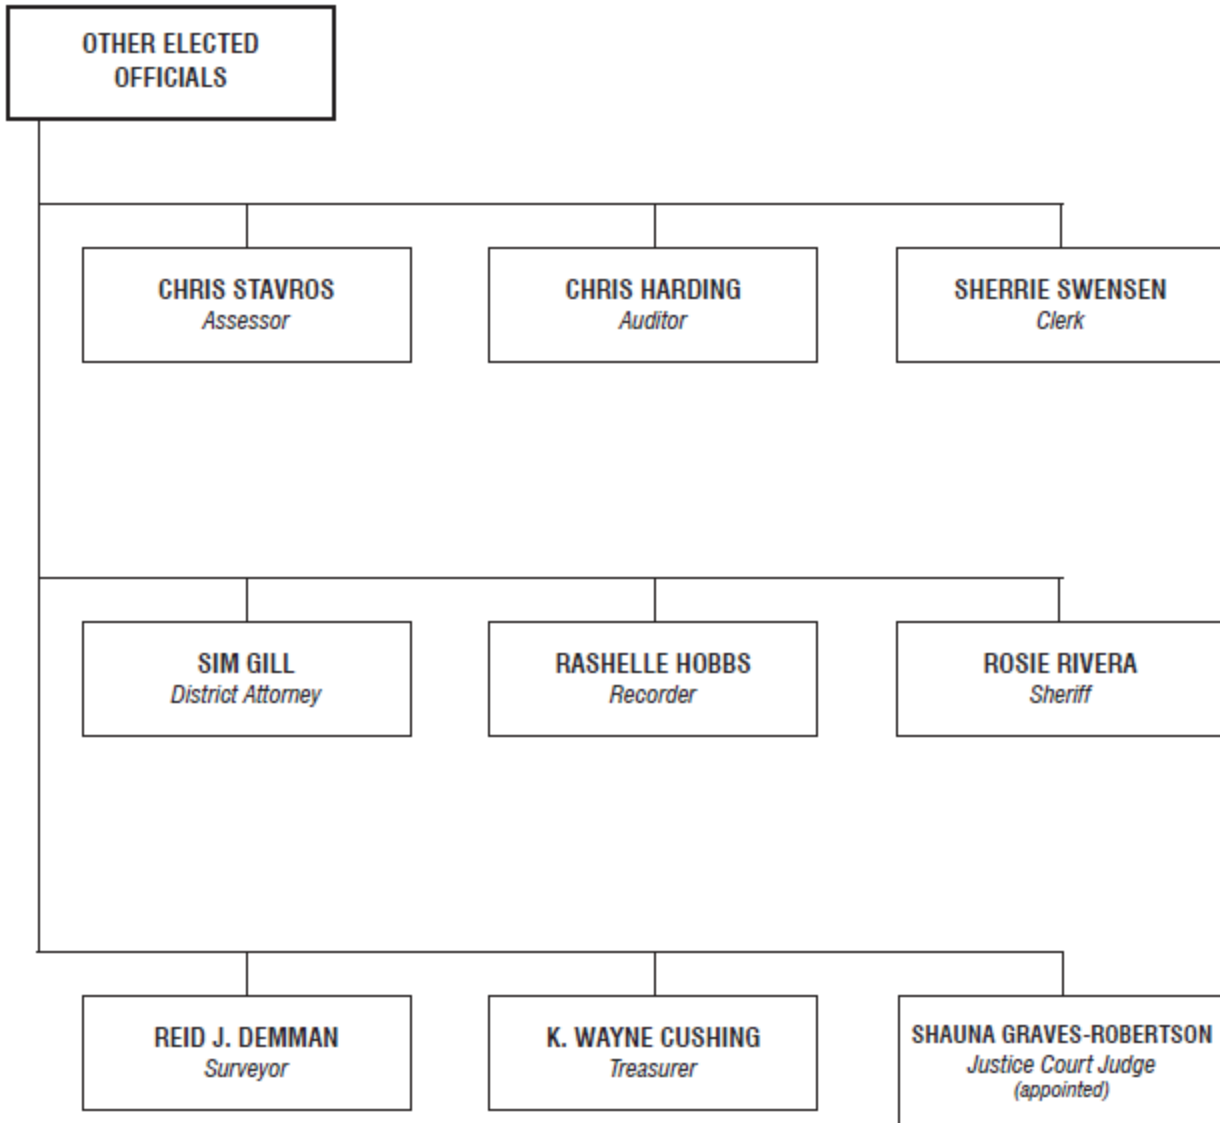 OTHER ELECTED
OFFICIALS
CHRIS STAVROS
Assessor
CHRIS HARDING
Auditor
SHERRIE SWENSEN
Clerk
SIM GILL
District Attorney
RASHELLE HOBBS
Recorder
ROSIE RIVERA
Sheriff
REID J. DEMMAN
Surveyor
K. WAYNE CUSHING
Treasurer
SHAUNA GRAVES-ROBERTSON
Justice Court Judge
(appointed)